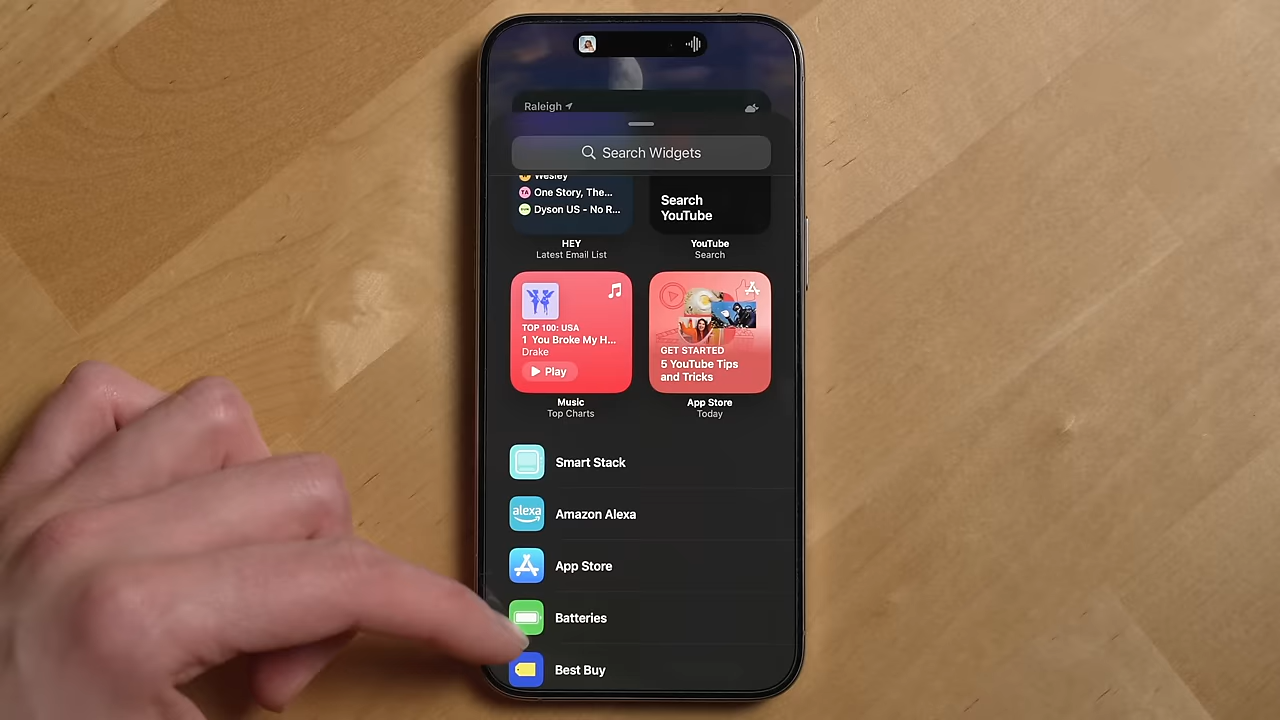 Raleigh
Search Widgets
Wesley
One Story, The...
Dyson US - No R...
Search
YouTube
HEY
Latest Email List
YouTube
Search
TOP 100: USA
1 You Broke My H...
Drake
Play
GET STARTED
5 YouTube Tips
and Tricks
Music
Top Charts
App Store
Today
Smart Stack
alexa
Amazon Alexa
App Store
Batteries
Best Buy